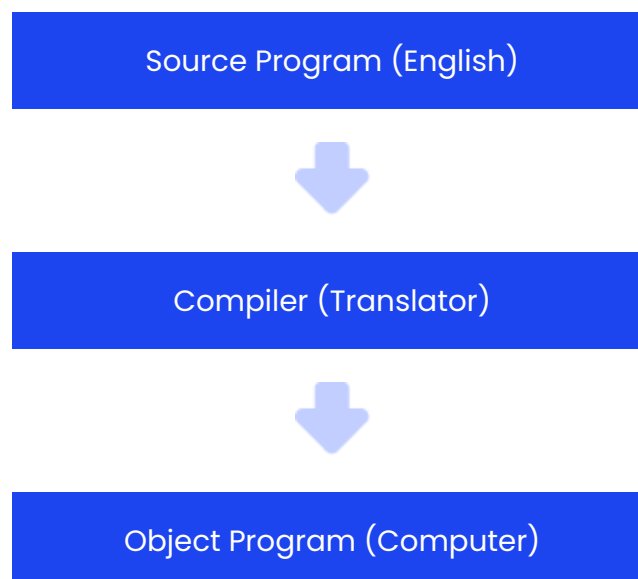 Source Program (English)
Compiler (Translator)
Object Program (Computer)